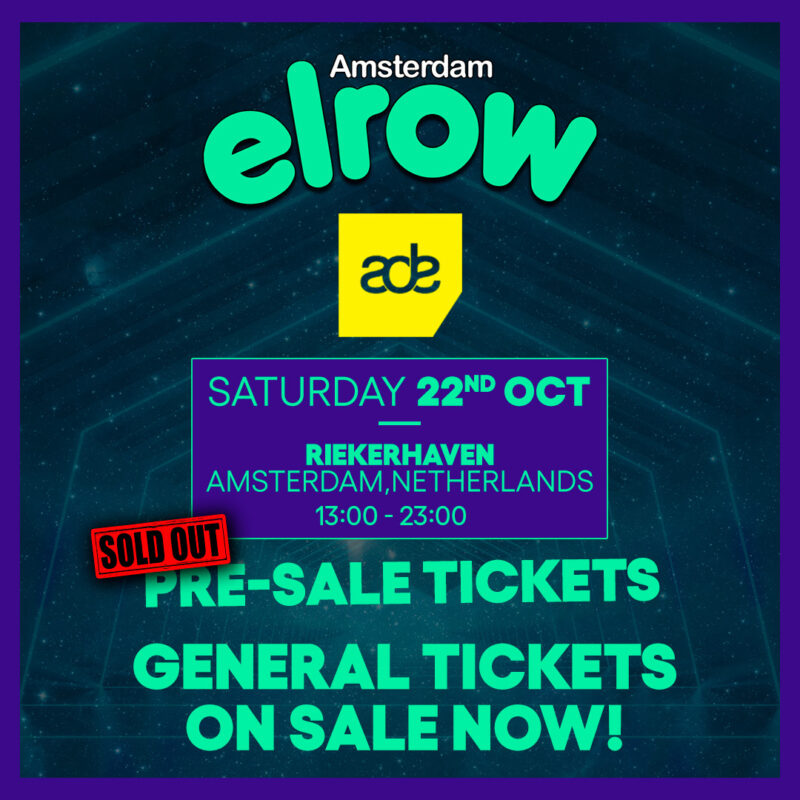 Amsterdam
elrow
ade
SATURDAY 22ND OCT
RIEKERHAVEN
AMSTERDAM,NETHERLANDS
13:00 - 23:00
SOLD OUT
PRE-SALE TICKETS
GENERAL TICKETS
ON SALE NOW!